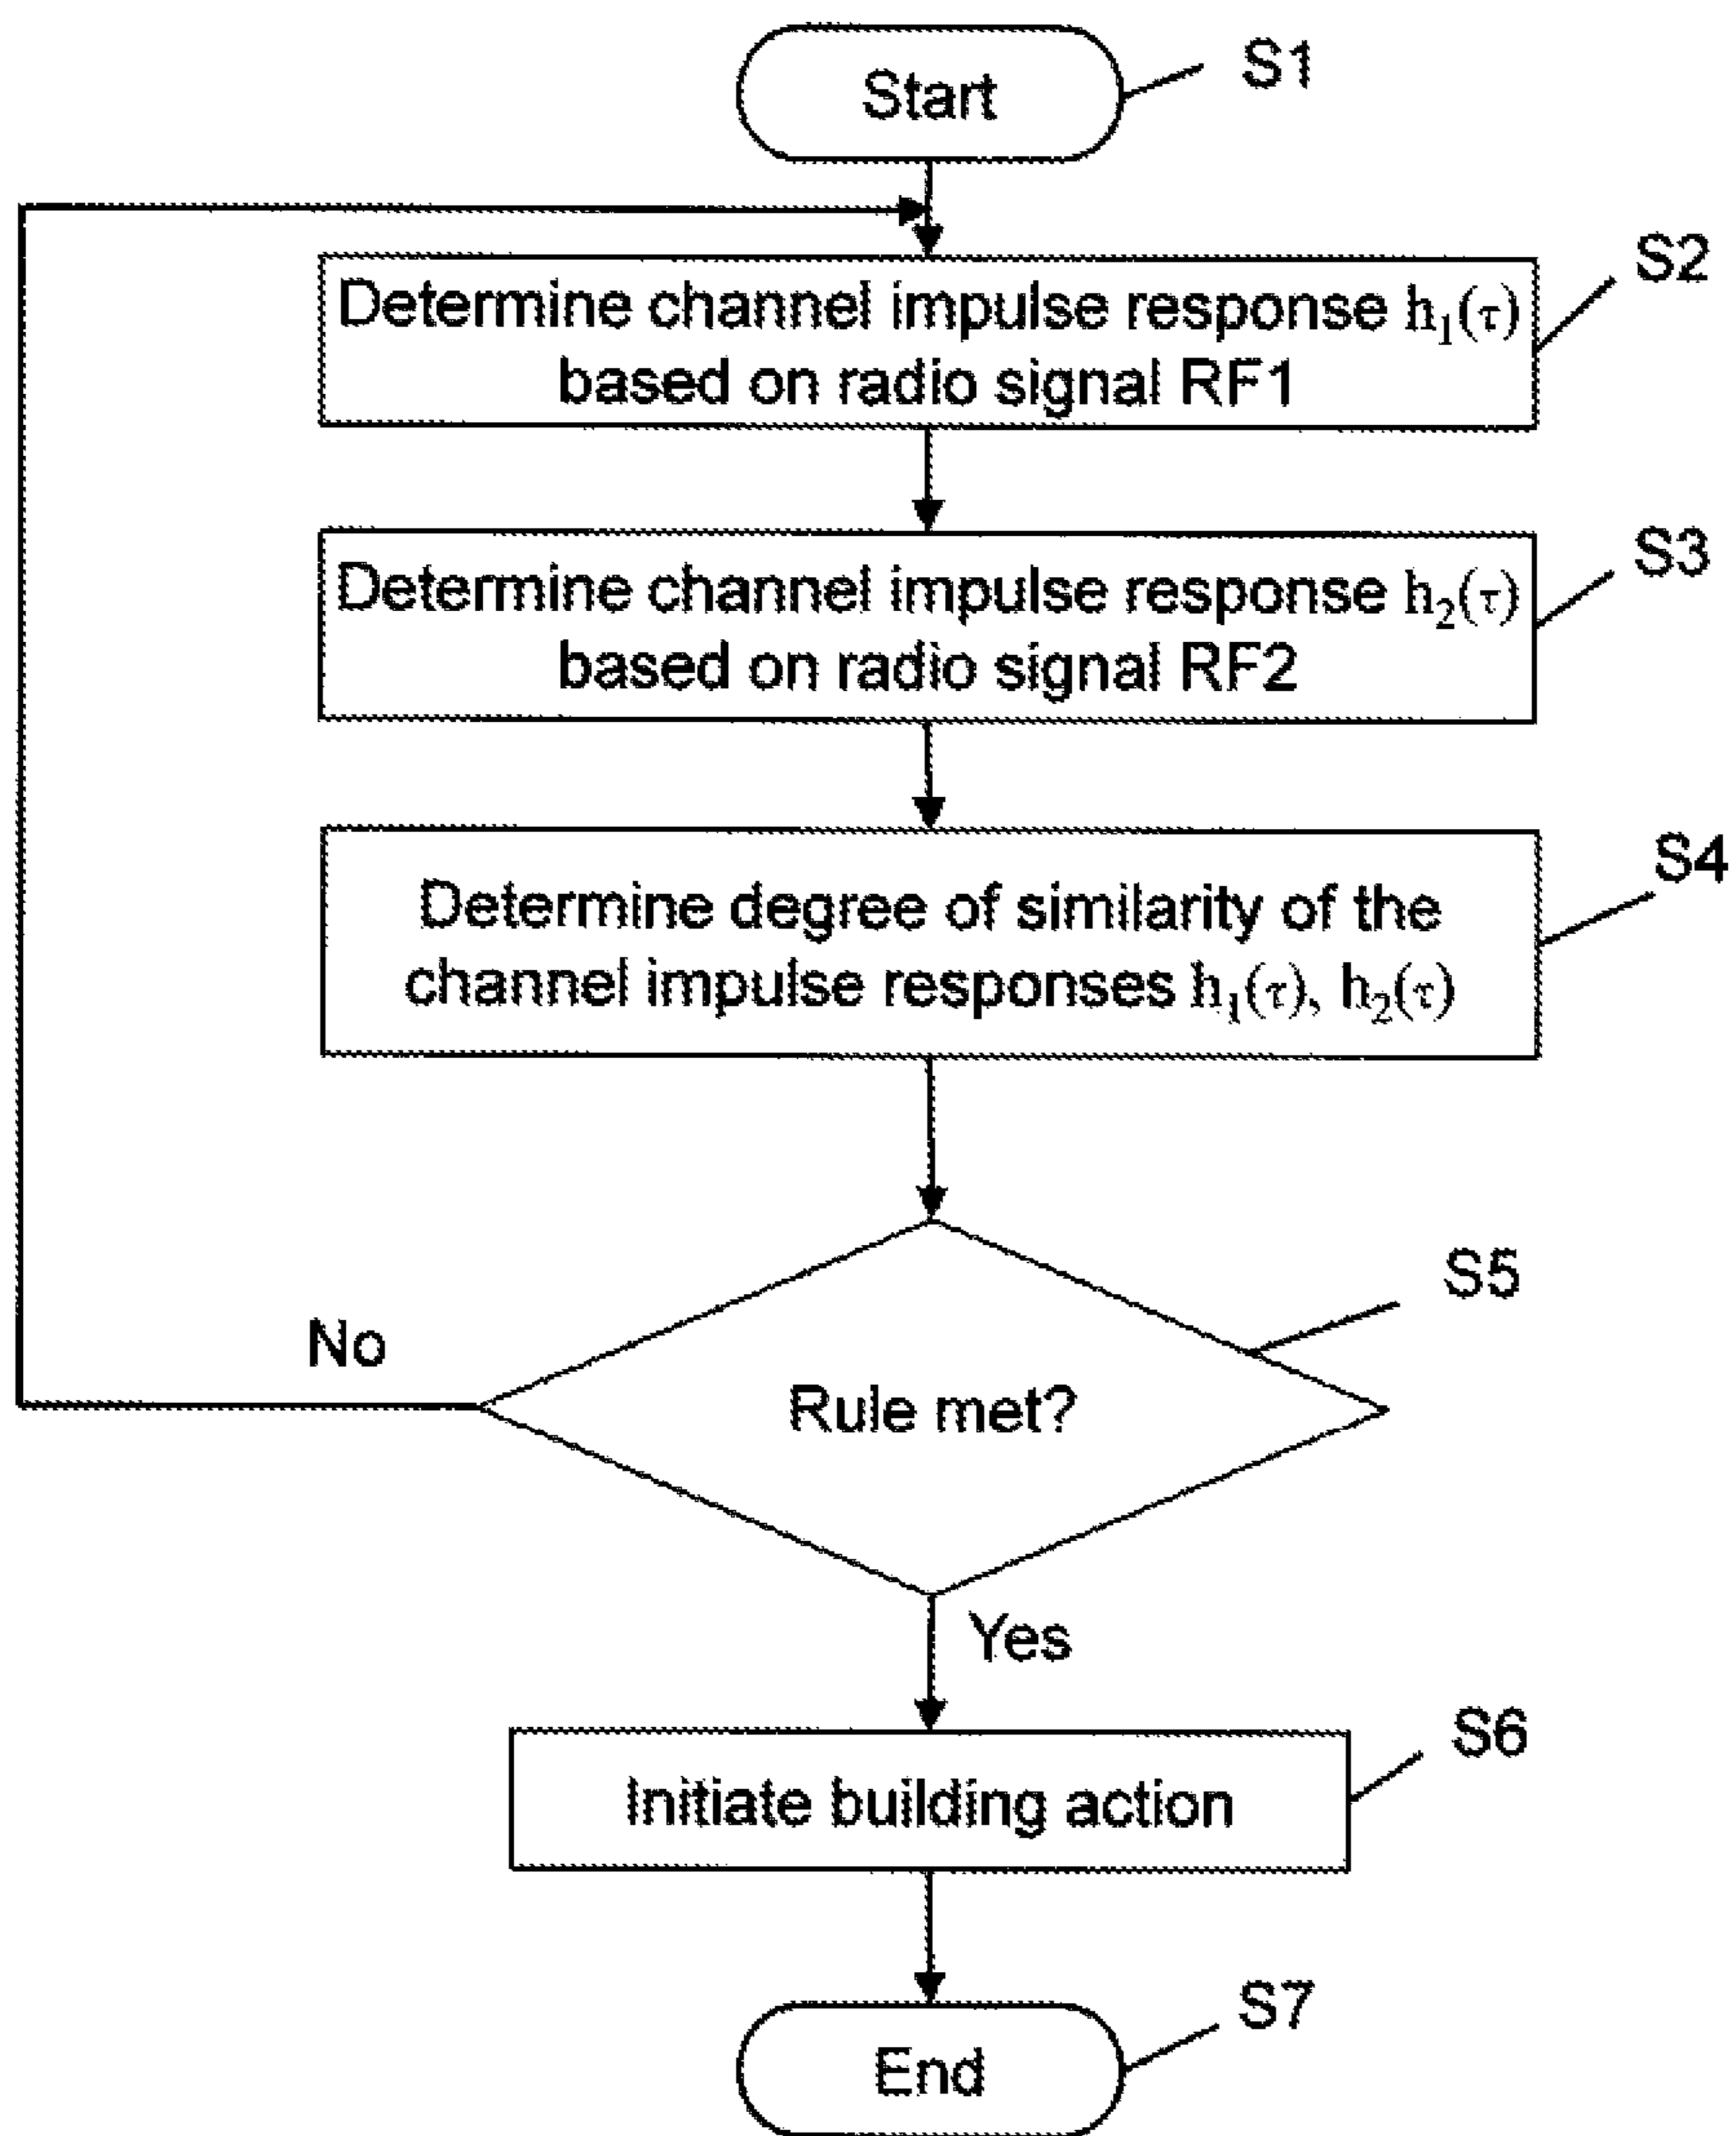 Start
S1
Determine channel impulse response h₁(τ)
based on radio signal RF1
S2
Determine channel impulse response h₂(τ)
based on radio signal RF2
S3
Determine degree of similarity of the
channel impulse responses h₁(τ), h₂(τ)
S4
Rule met?
S5
No
Yes
Initiate building action
S6
End
S7